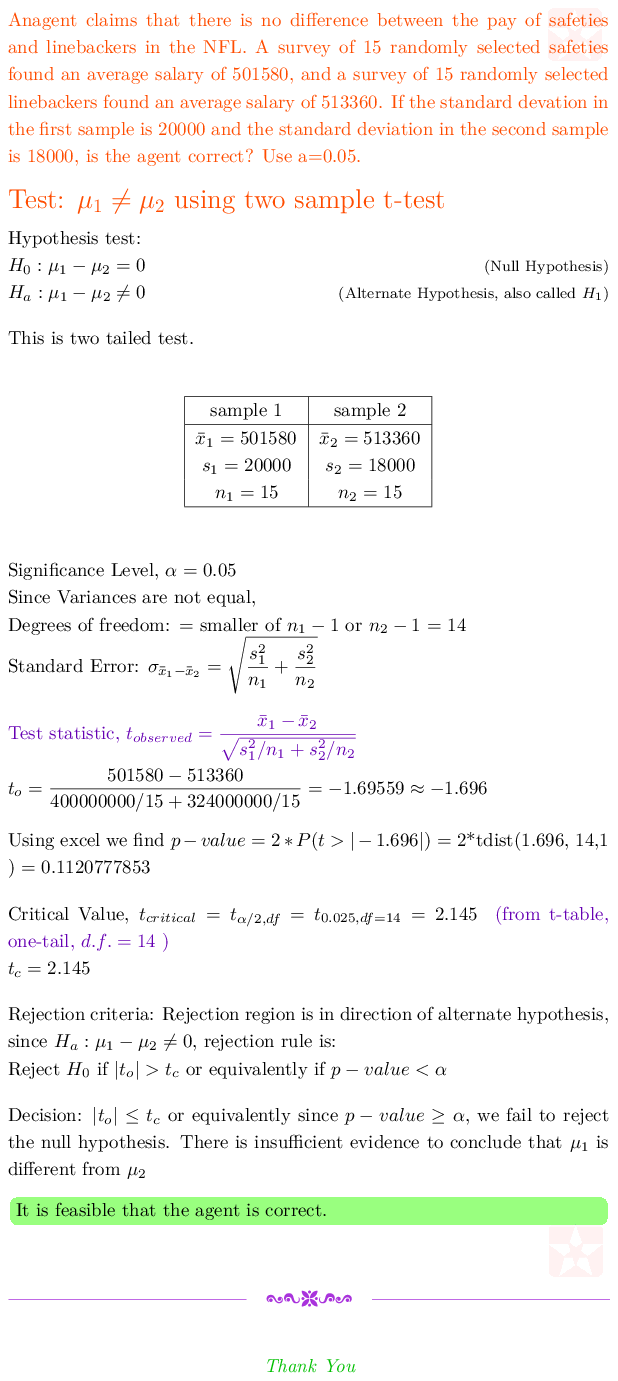 Anagent claims that there is no difference between the pay of safeties
and linebackers in the NFL. A survey of 15 randomly selected safeties
found an average salary of 501580, and a survey of 15 randomly selected
linebackers found an average salary of 513360. If the standard devation in
the first sample is 20000 and the standard deviation in the second sample
is 18000, is the agent correct? Use a=0.05.
Test: μ₁ ≠ μ₂ using two sample t-test
Hypothesis test:
H₀ : μ₁ − μ₂ = 0 (Null Hypothesis)
Hₐ : μ₁ − μ₂ ≠ 0 (Alternate Hypothesis, also called H₁)
This is two tailed test.
sample 1 sample 2
x̄₁ = 501580 x̄₂ = 513360
s₁ = 20000 s₂ = 18000
n₁ = 15 n₂ = 15
Significance Level, α = 0.05
Since Variances are not equal,
Degrees of freedom: = smaller of n₁ − 1 or n₂ − 1 = 14
Standard Error: σ_{x̄₁−x̄₂} = √(s₁²/n₁ + s₂²/n₂)
Test statistic, t_{observed} = (x̄₁ − x̄₂)/√(s₁²/n₁ + s₂²/n₂)
tₒ = (501580 − 513360)/(400000000/15 + 324000000/15) = −1.69559 ≈ −1.696
Using excel we find p − value = 2 ∗ P(t > | − 1.696|) = 2*tdist(1.696, 14,1
) = 0.1120777853
Critical Value, t_{critical} = t_{α/2,df} = t_{0.025,df=14} = 2.145 (from t-table,
one-tail, d.f. = 14 )
t_c = 2.145
Rejection criteria: Rejection region is in direction of alternate hypothesis,
since Hₐ : μ₁ − μ₂ ≠ 0, rejection rule is:
Reject H₀ if |tₒ| > t_c or equivalently if p − value < α
Decision: |tₒ| ≤ t_c or equivalently since p − value ≥ α, we fail to reject
the null hypothesis. There is insufficient evidence to conclude that μ₁ is
different from μ₂
It is feasible that the agent is correct.
Thank You